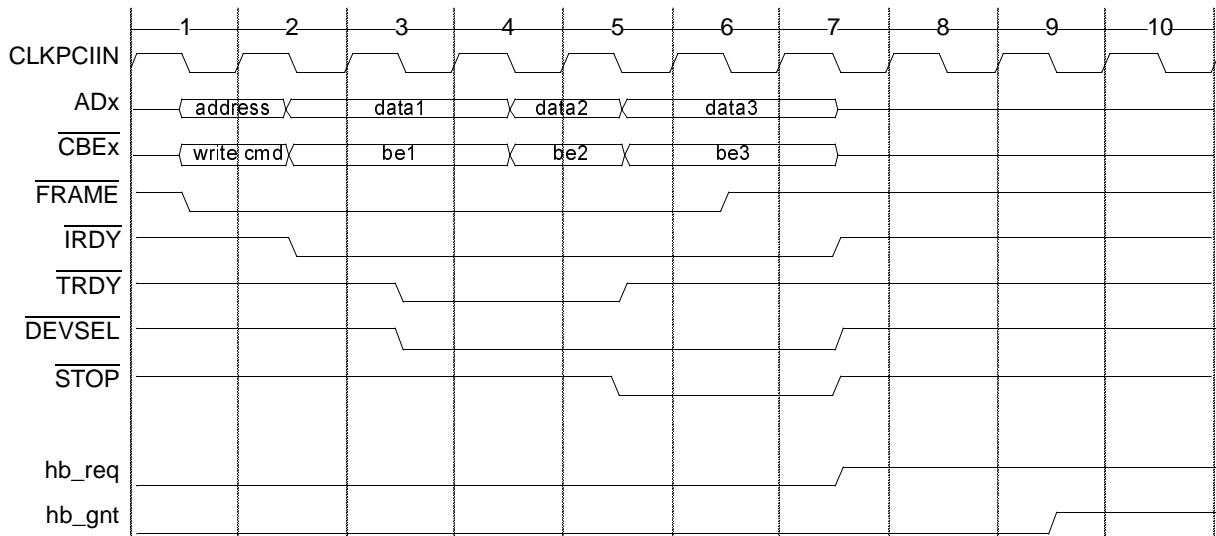 1 2 3 4 5 6 7 8 9 10
CLKPCIIN
ADx address data1 data2 data3
CBEx write cmd be1 be2 be3
FRAME
IRDY
TRDY
DEVSEL
STOP
hb_req
hb_gnt